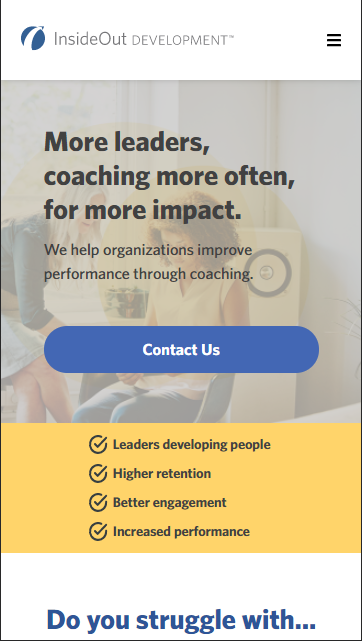 InsideOut DEVELOPMENT™
More leaders,
coaching more often,
for more impact.
We help organizations improve
performance through coaching.
Contact Us
Leaders developing people
Higher retention
Better engagement
Increased performance
Do you struggle with...